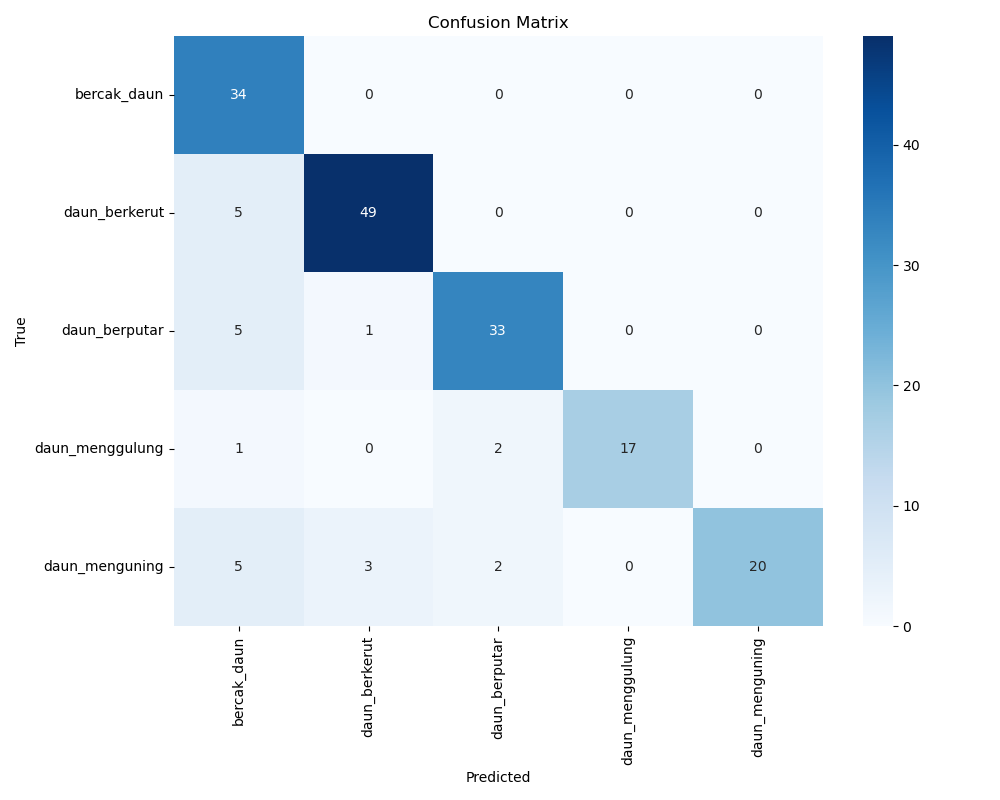 Confusion Matrix
True
bercak_daun 34 0 0 0 0
daun_berkerut 5 49 0 0 0
daun_berputar 5 1 33 0 0
daun_menggulung 1 0 2 17 0
daun_menguning 5 3 2 0 20
bercak_daun daun_berkerut daun_berputar daun_menggulung daun_menguning
Predicted
40
30
20
10
0